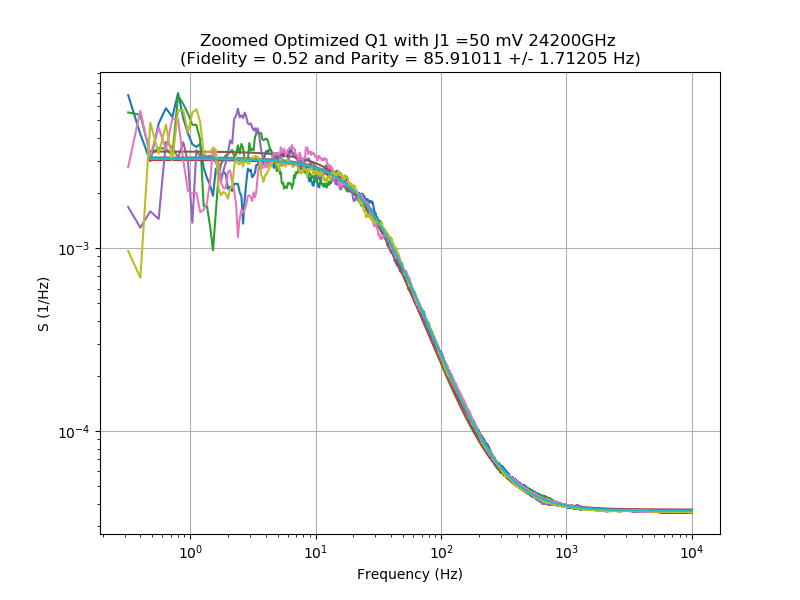 Zoomed Optimized Q1 with J1 =50 mV 24200GHz
(Fidelity = 0.52 and Parity = 85.91011 +/- 1.71205 Hz)
S (1/Hz)
10⁻³
10⁻⁴
10⁰ 10¹ 10² 10³ 10⁴
Frequency (Hz)